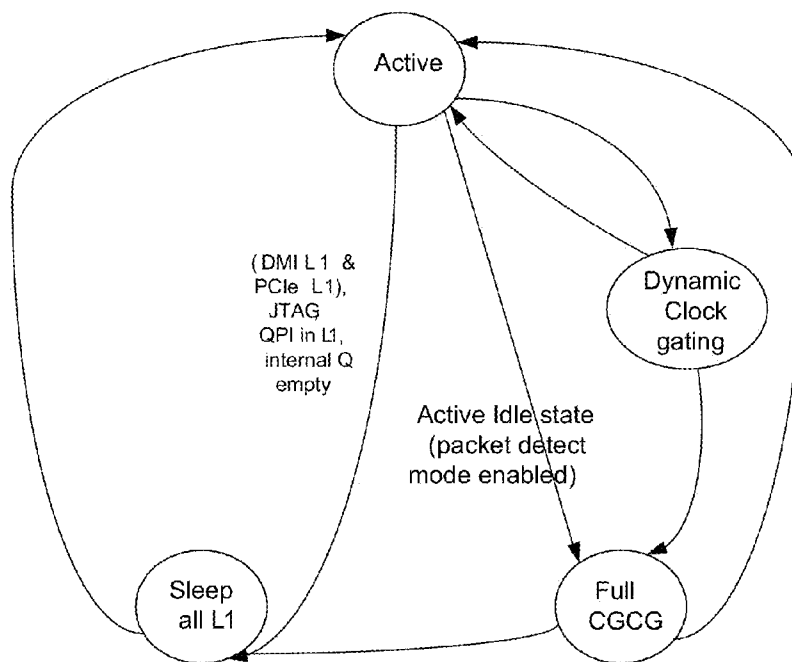 Active
(DMI L1 &
PCIe L1),
JTAG
QPI in L1,
internal Q
empty
Dynamic
Clock
gating
Active Idle state
(packet detect
mode enabled)
Sleep
all L1
Full
CGCG